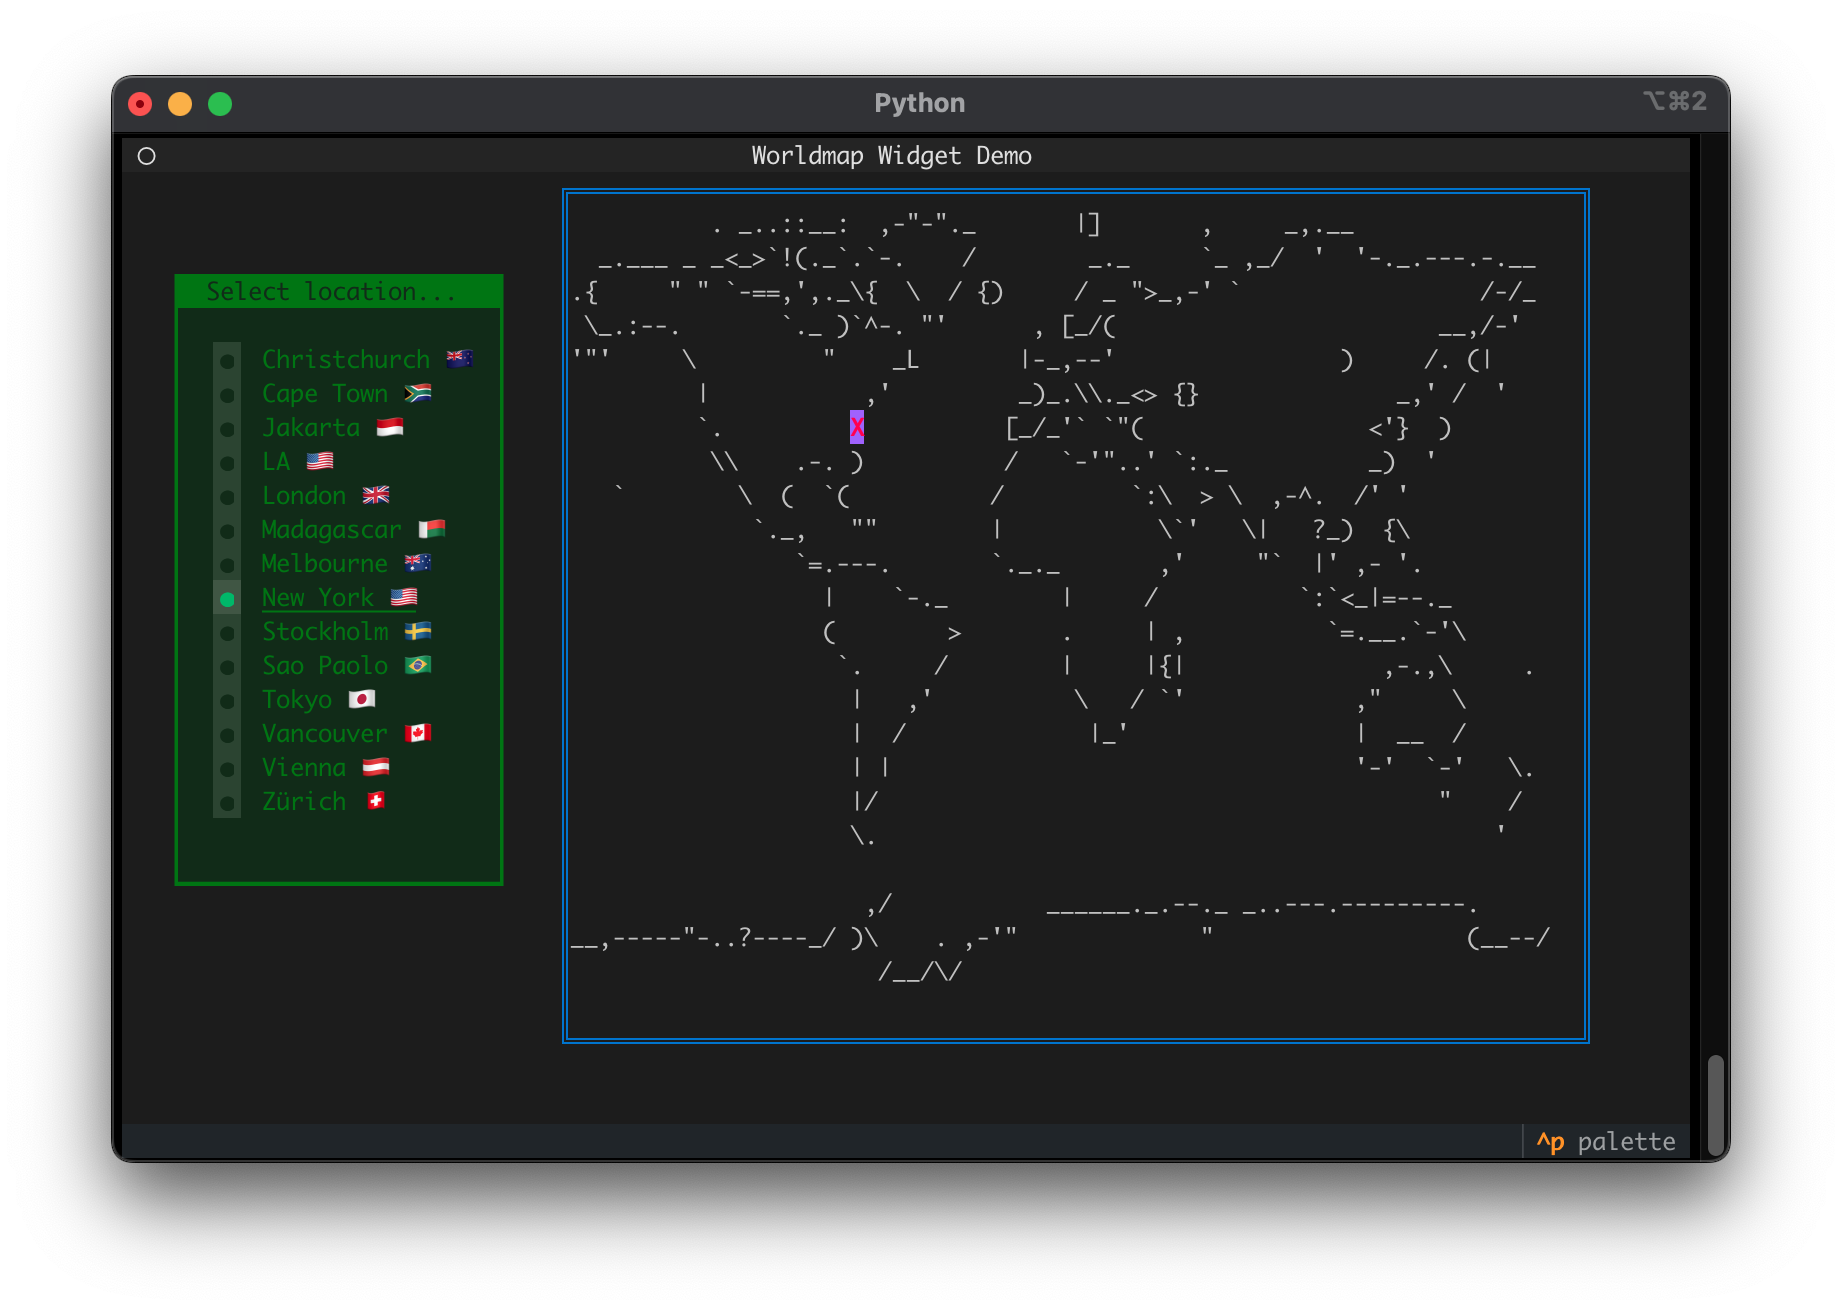 Python
⌥⌘2
Worldmap Widget Demo
Select location...
Christchurch 🇳🇿
Cape Town 🇿🇦
Jakarta 🇮🇩
LA 🇺🇸
London 🇬🇧
Madagascar 🇲🇬
Melbourne 🇦🇺
New York 🇺🇸
Stockholm 🇸🇪
Sao Paolo 🇧🇷
Tokyo 🇯🇵
Vancouver 🇨🇦
Vienna 🇦🇹
Zürich 🇨🇭
X
^p palette